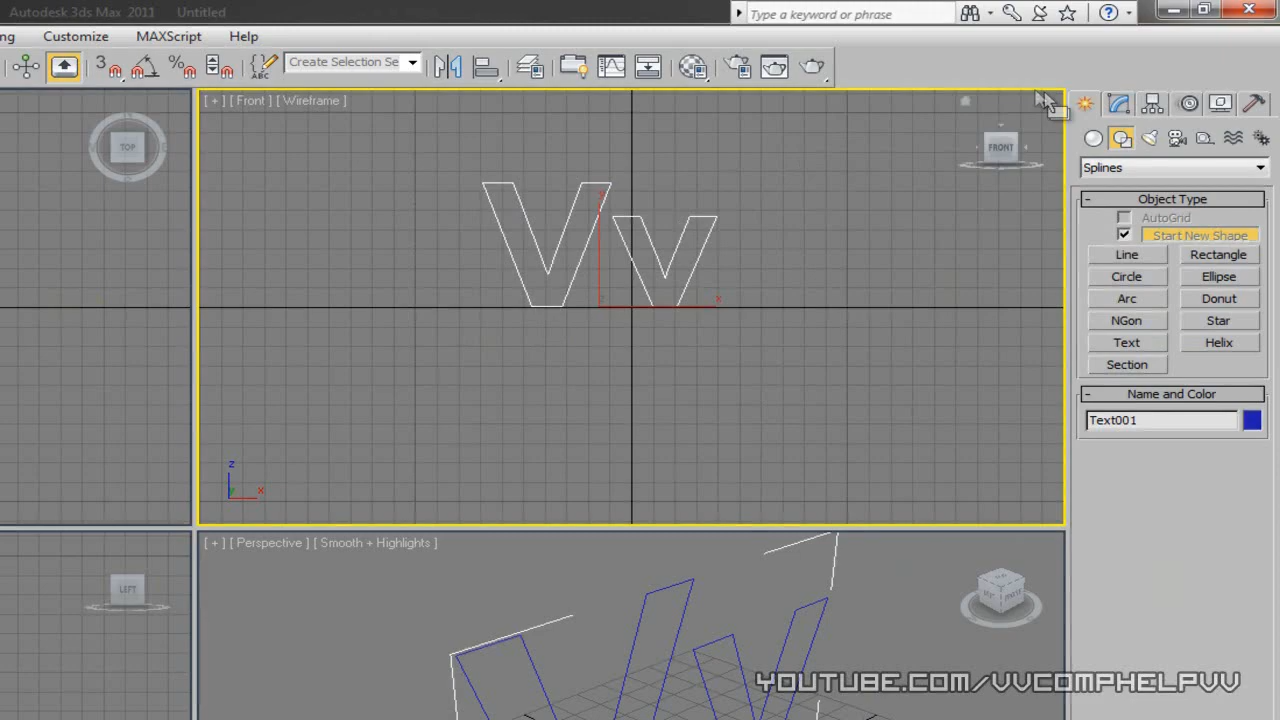 Autodesk 3ds Max 2011 Untitled
Type a keyword or phrase
ng Customize MAXScript Help
3 % ABC Create Selection Se
[ + ] [ Front ] [ Wireframe ]
TOP
FRONT
Splines
Object Type
AutoGrid
Start New Shape
Line Rectangle
Circle Ellipse
Arc Donut
NGon Star
Text Helix
Section
Name and Color
Text001
Vv
x
z
x
[ + ] [ Perspective ] [ Smooth + Highlights ]
LEFT
YOUTUBE.COM/VVCOMPHELPVV